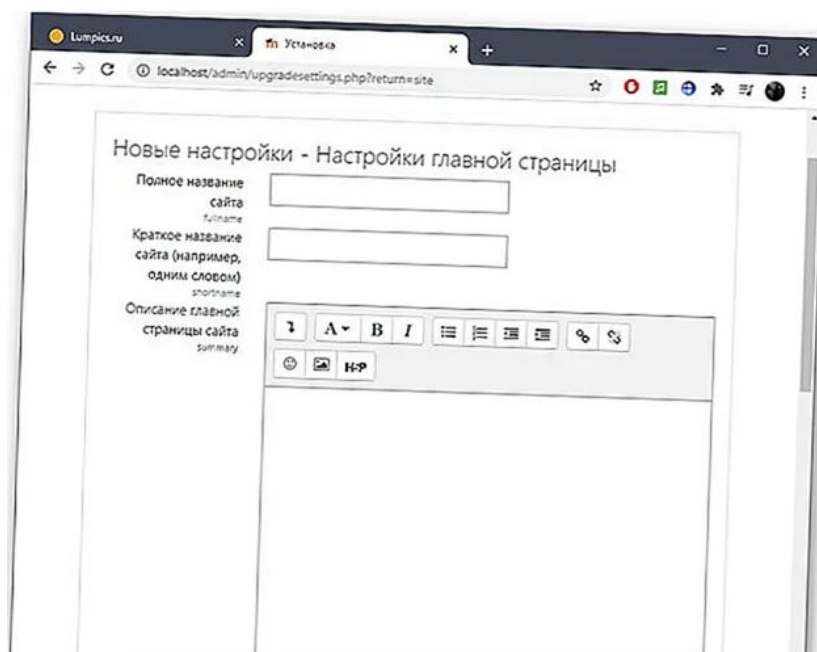 Lumpics.ru
Установка
localhost/admin/upgradesettings.php?return=site
Новые настройки - Настройки главной страницы
Полное название
сайта
fullname
Краткое название
сайта (например,
одним словом)
shortname
Описание главной
страницы сайта
summary
A B I
H-P